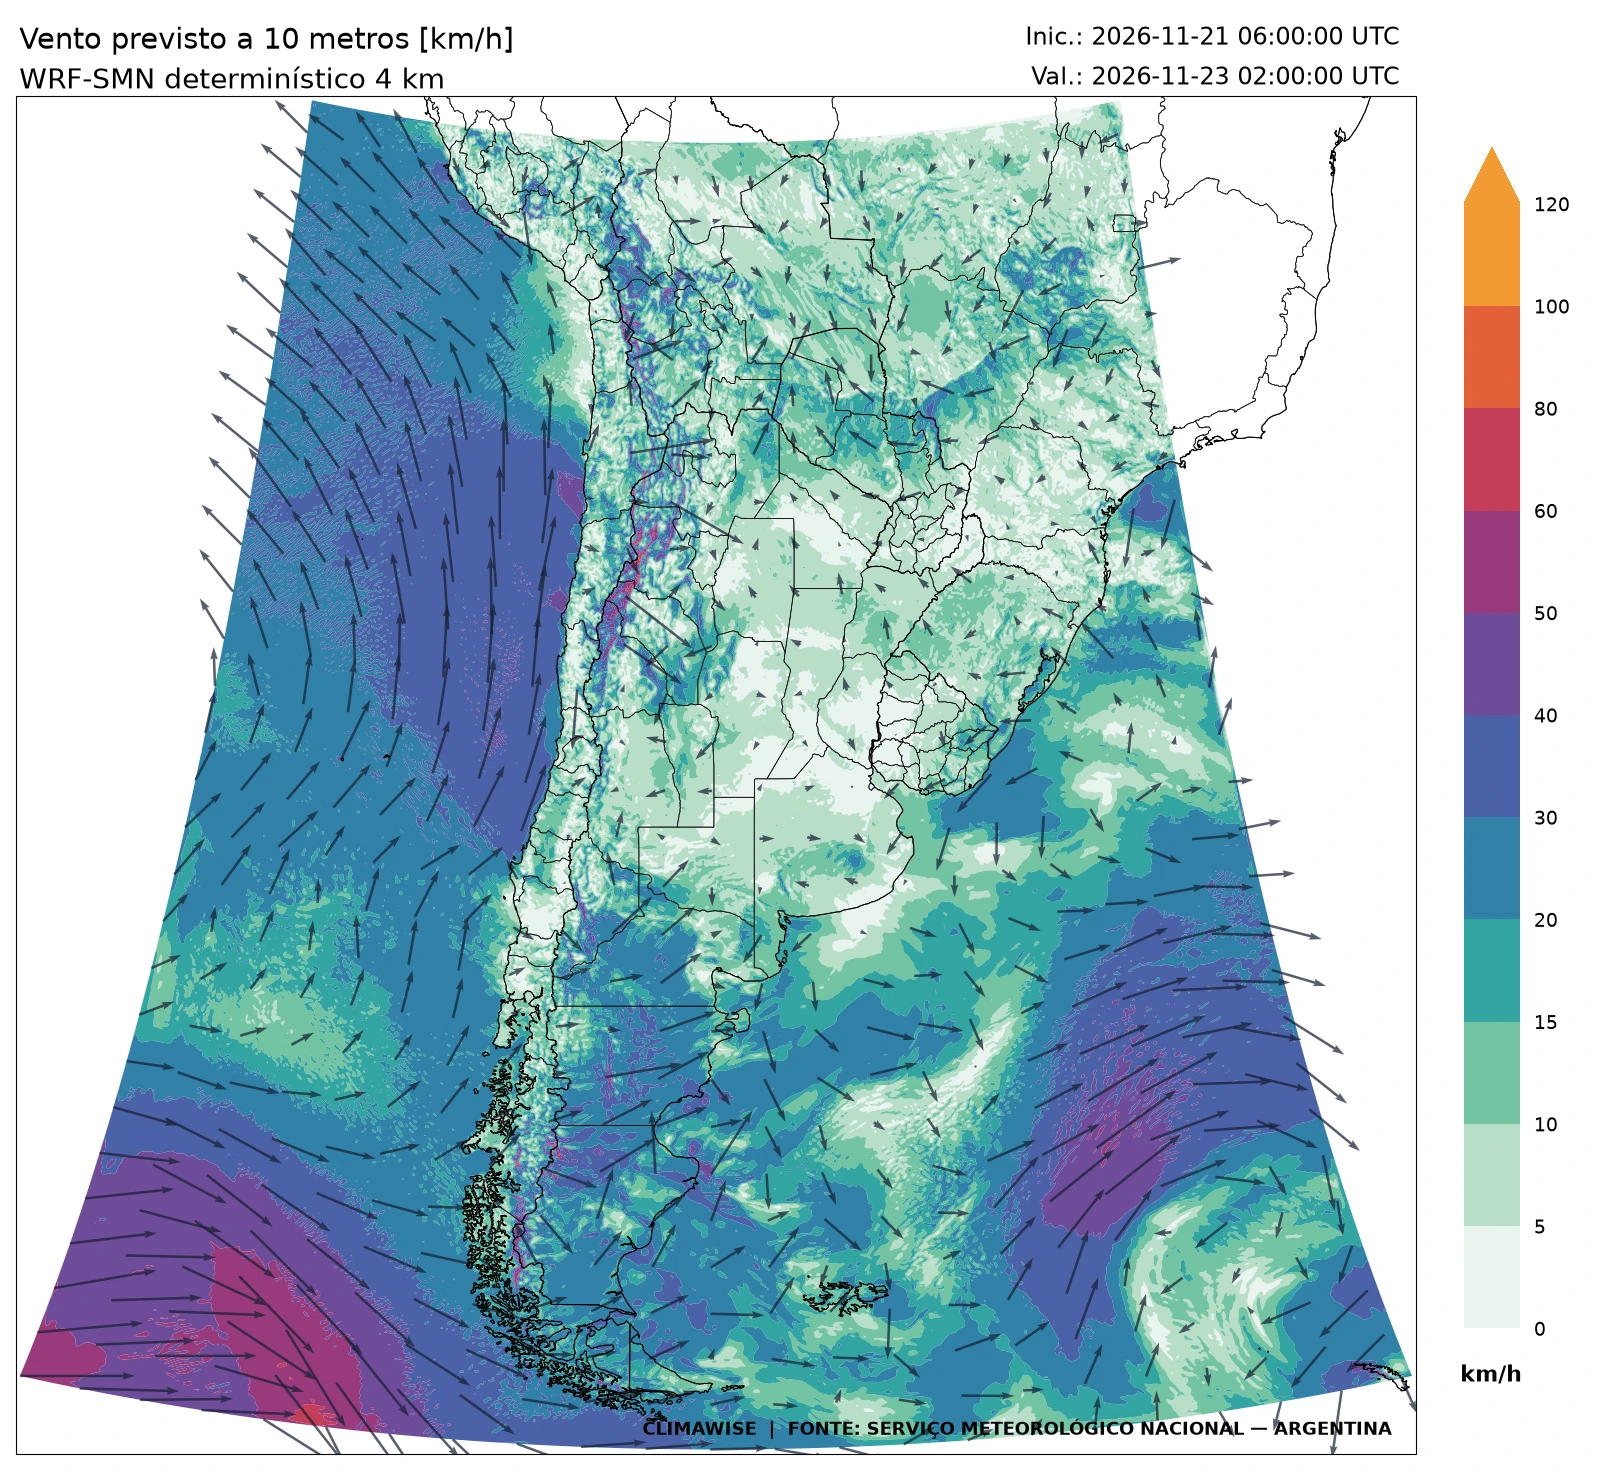 Vento previsto a 10 metros [km/h]
WRF-SMN determinístico 4 km
Inic.: 2026-11-21 06:00:00 UTC
Val.: 2026-11-23 02:00:00 UTC
120
100
80
60
50
40
30
20
15
10
5
0
km/h
CLIMAWISE | FONTE: SERVIÇO METEOROLÓGICO NACIONAL — ARGENTINA